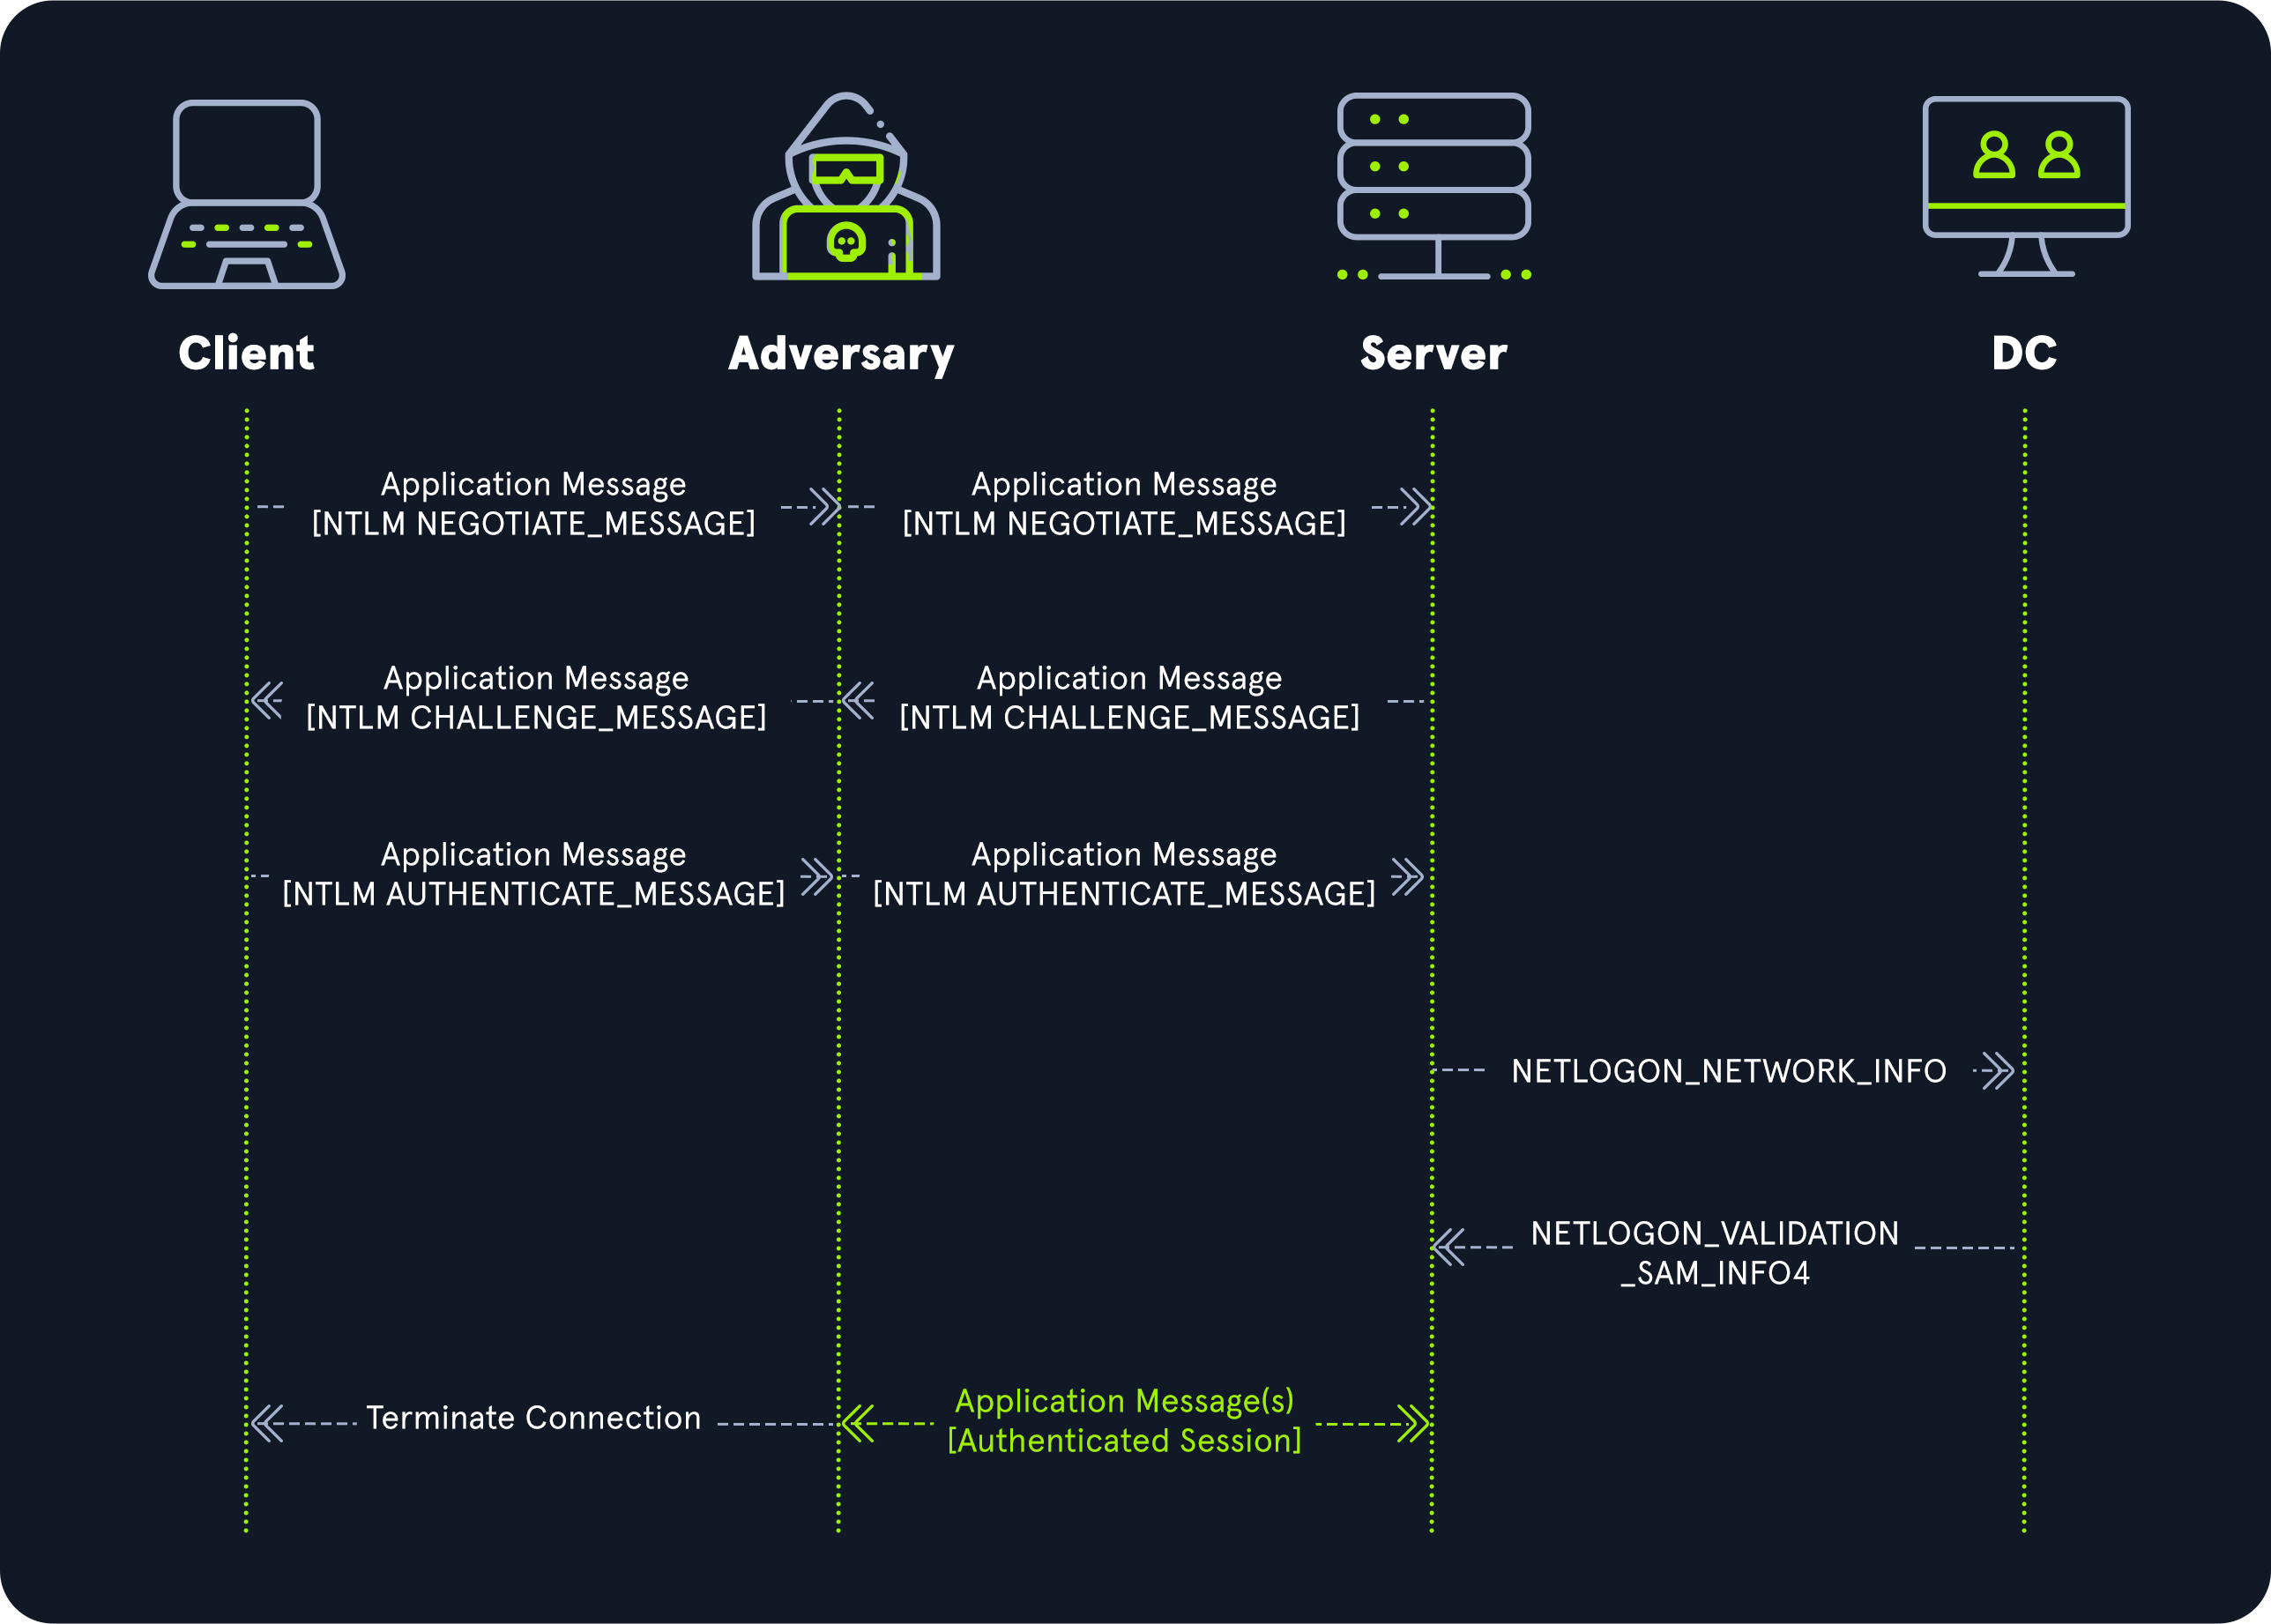 Client
Adversary
Server
DC
Application Message
[NTLM NEGOTIATE_MESSAGE]
Application Message
[NTLM NEGOTIATE_MESSAGE]
Application Message
[NTLM CHALLENGE_MESSAGE]
Application Message
[NTLM CHALLENGE_MESSAGE]
Application Message
[NTLM AUTHENTICATE_MESSAGE]
Application Message
[NTLM AUTHENTICATE_MESSAGE]
NETLOGON_NETWORK_INFO
NETLOGON_VALIDATION
_SAM_INFO4
Terminate Connection
Application Message(s)
[Authenticated Session]